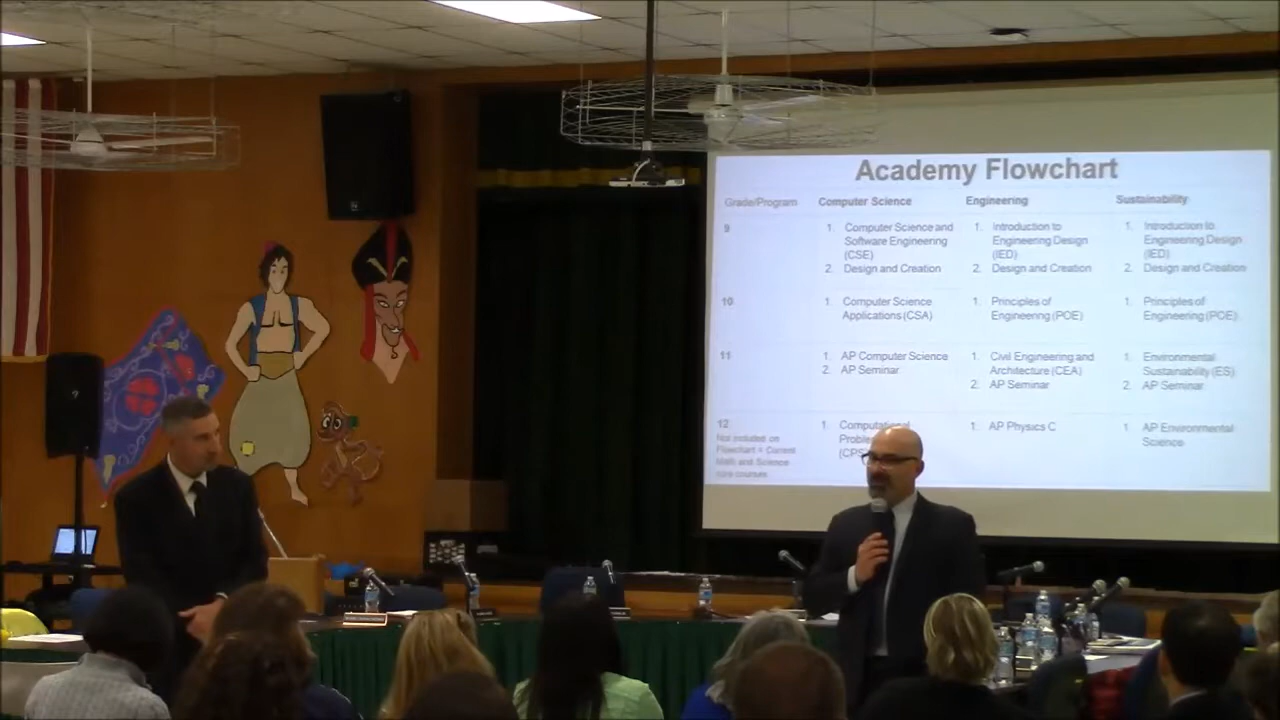 Academy Flowchart
Grade/Program Computer Science Engineering Sustainability
9
1. Computer Science and
Software Engineering
(CSE)
2. Design and Creation
1. Introduction to
Engineering Design
(IED)
2. Design and Creation
1. Introduction to
Engineering Design
(IED)
2. Design and Creation
10
1. Computer Science
Applications (CSA)
1. Principles of
Engineering (POE)
1. Principles of
Engineering (POE)
11
1. AP Computer Science
2. AP Seminar
1. Civil Engineering and
Architecture (CEA)
2. AP Seminar
1. Environmental
Sustainability (ES)
2. AP Seminar
12
Not included on
Flowchart = Current
Math and Science
core courses
1. Computational
Proble
(CPS
1. AP Physics C
1. AP Environmental
Science